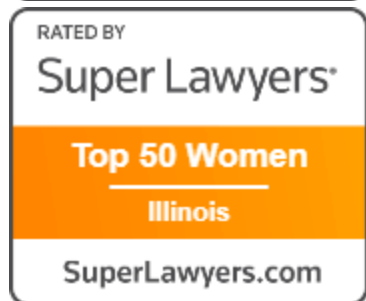 RATED BY
Super Lawyers®
Top 50 Women
Illinois
SuperLawyers.com